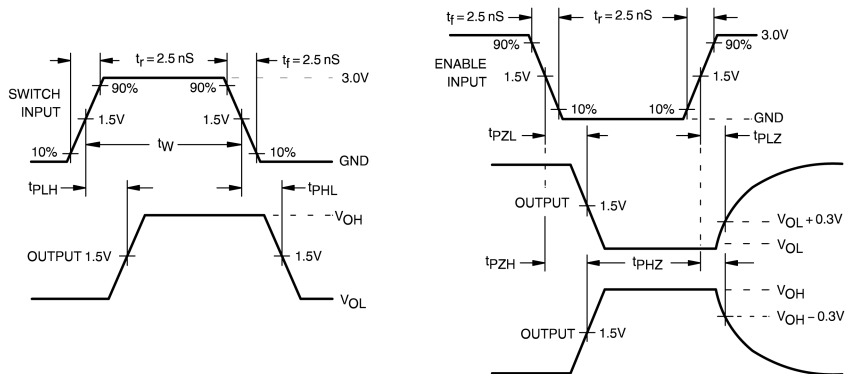 tr = 2.5 nS
tf = 2.5 nS
90%
90%
3.0V
SWITCH
INPUT
1.5V
1.5V
tW
10%
10%
GND
tPLH
tPHL
VOH
OUTPUT 1.5V
1.5V
VOL
tf = 2.5 nS
tr = 2.5 nS
3.0V
90%
90%
ENABLE
INPUT
1.5V
1.5V
10%
10%
GND
tPZL
tPLZ
OUTPUT
1.5V
VOL + 0.3V
VOL
tPZH
tPHZ
VOH
VOH – 0.3V
OUTPUT
1.5V